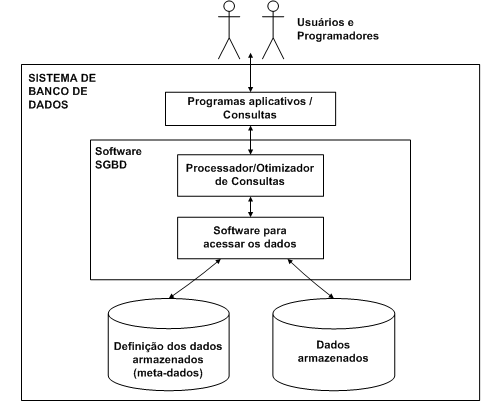 Usuários e
Programadores
SISTEMA DE
BANCO DE
DADOS
Programas aplicativos /
Consultas
Software
SGBD
Processador/Otimizador
de Consultas
Software para
acessar os dados
Definição dos dados
armazenados
(meta-dados)
Dados
armazenados